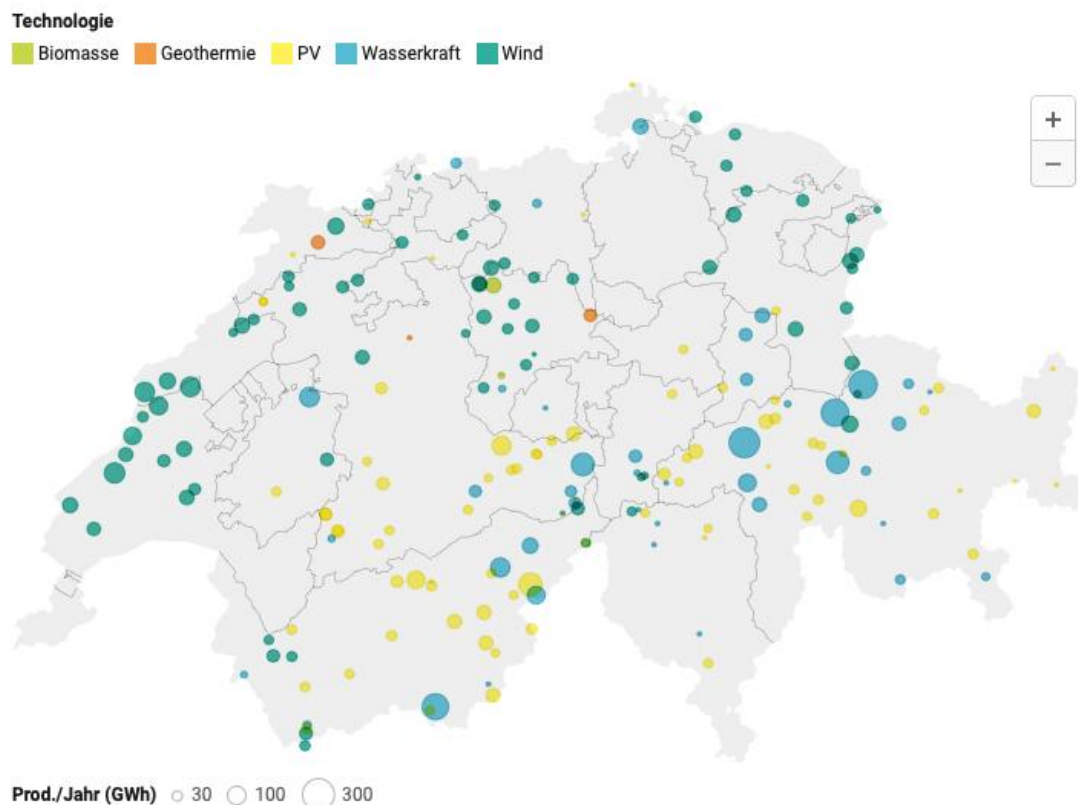 Technologie
Biomasse Geothermie PV Wasserkraft Wind
+
−
Prod./Jahr (GWh) 30 100 300